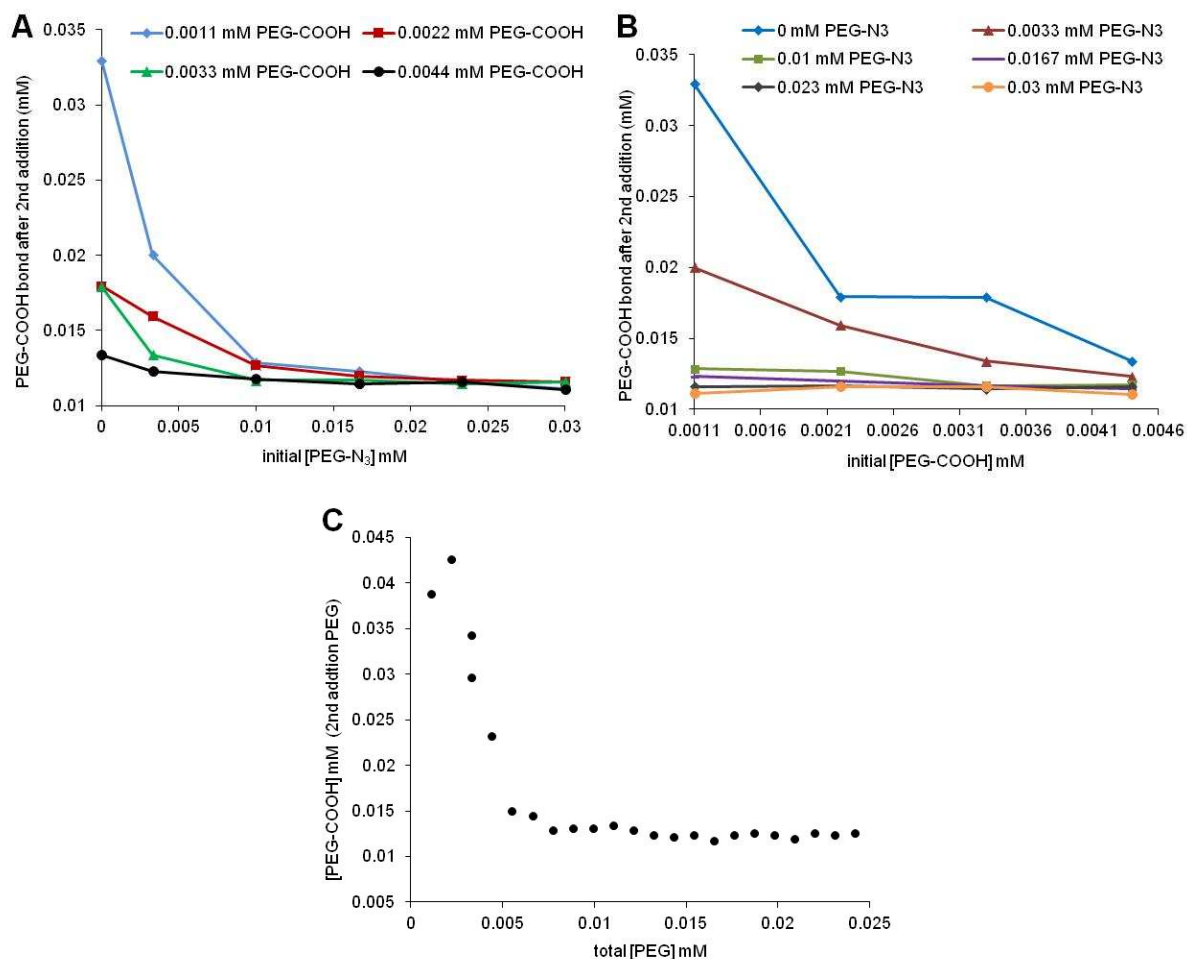 A
0.0011 mM PEG-COOH
0.0022 mM PEG-COOH
0.0033 mM PEG-COOH
0.0044 mM PEG-COOH
PEG-COOH bond after 2nd addition (mM)
0.035
0.03
0.025
0.02
0.015
0.01
0
0.005
0.01
0.015
0.02
0.025
0.03
initial [PEG-N3] mM
B
0 mM PEG-N3
0.0033 mM PEG-N3
0.01 mM PEG-N3
0.0167 mM PEG-N3
0.023 mM PEG-N3
0.03 mM PEG-N3
PEG-COOH bond after 2nd addition (mM)
0.035
0.03
0.025
0.02
0.015
0.01
0.0011 0.0016 0.0021 0.0026 0.0031 0.0036 0.0041 0.0046
initial [PEG-COOH] mM
C
[PEG-COOH] mM (2nd addtion PEG)
0.045
0.04
0.035
0.03
0.025
0.02
0.015
0.01
0.005
0
0.005
0.01
0.015
0.02
0.025
total [PEG] mM